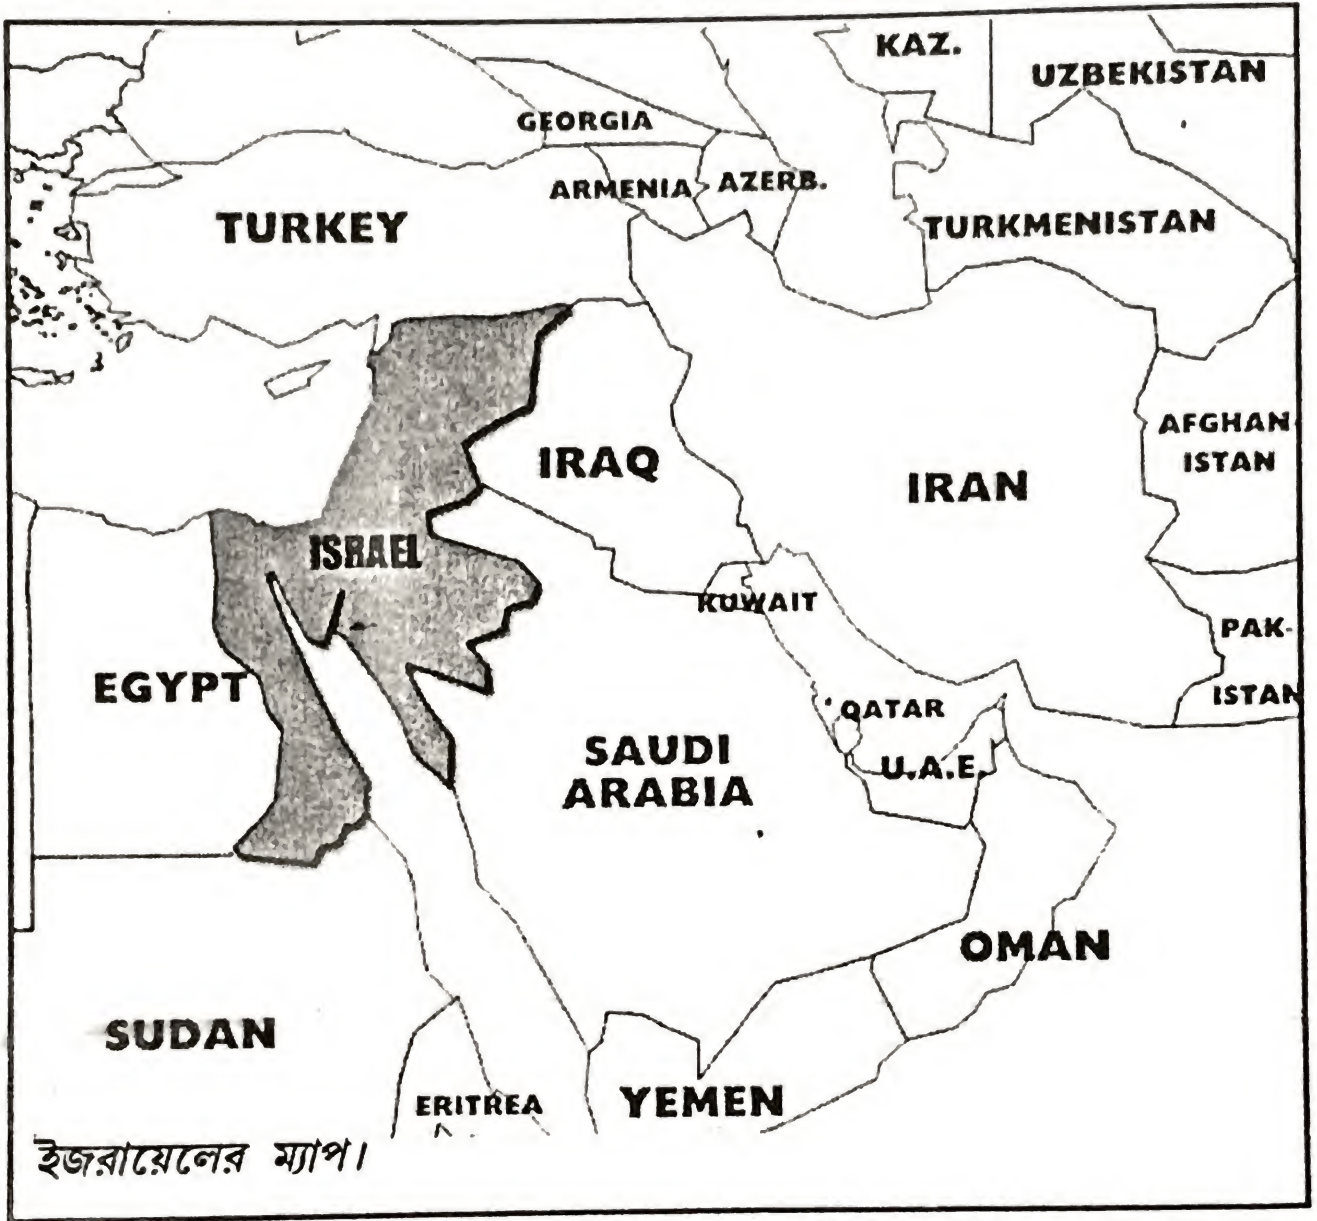 KAZ.
UZBEKISTAN
GEORGIA
ARMENIA
AZERB.
TURKEY
TURKMENISTAN
AFGHAN-
ISTAN
IRAQ
IRAN
ISRAEL
KUWAIT
PAK-
ISTAN
EGYPT
QATAR
SAUDI
ARABIA
U.A.E.
OMAN
SUDAN
ERITREA
YEMEN
ইজরায়েলের ম্যাপ।